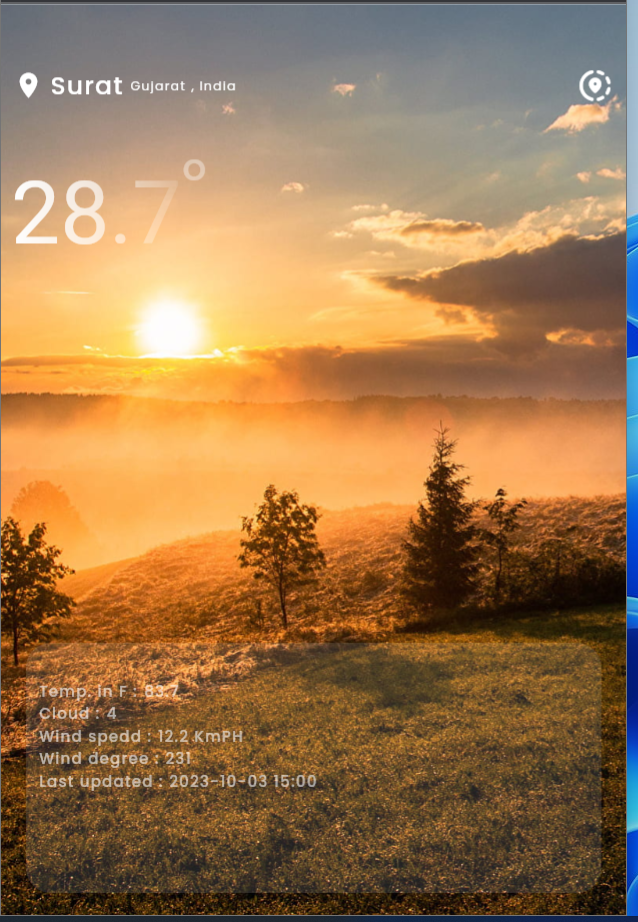 Surat Gujarat , India
28.7°
Temp. in F : 83.7
Cloud : 4
Wind spedd : 12.2 KmPH
Wind degree : 231
Last updated : 2023-10-03 15:00